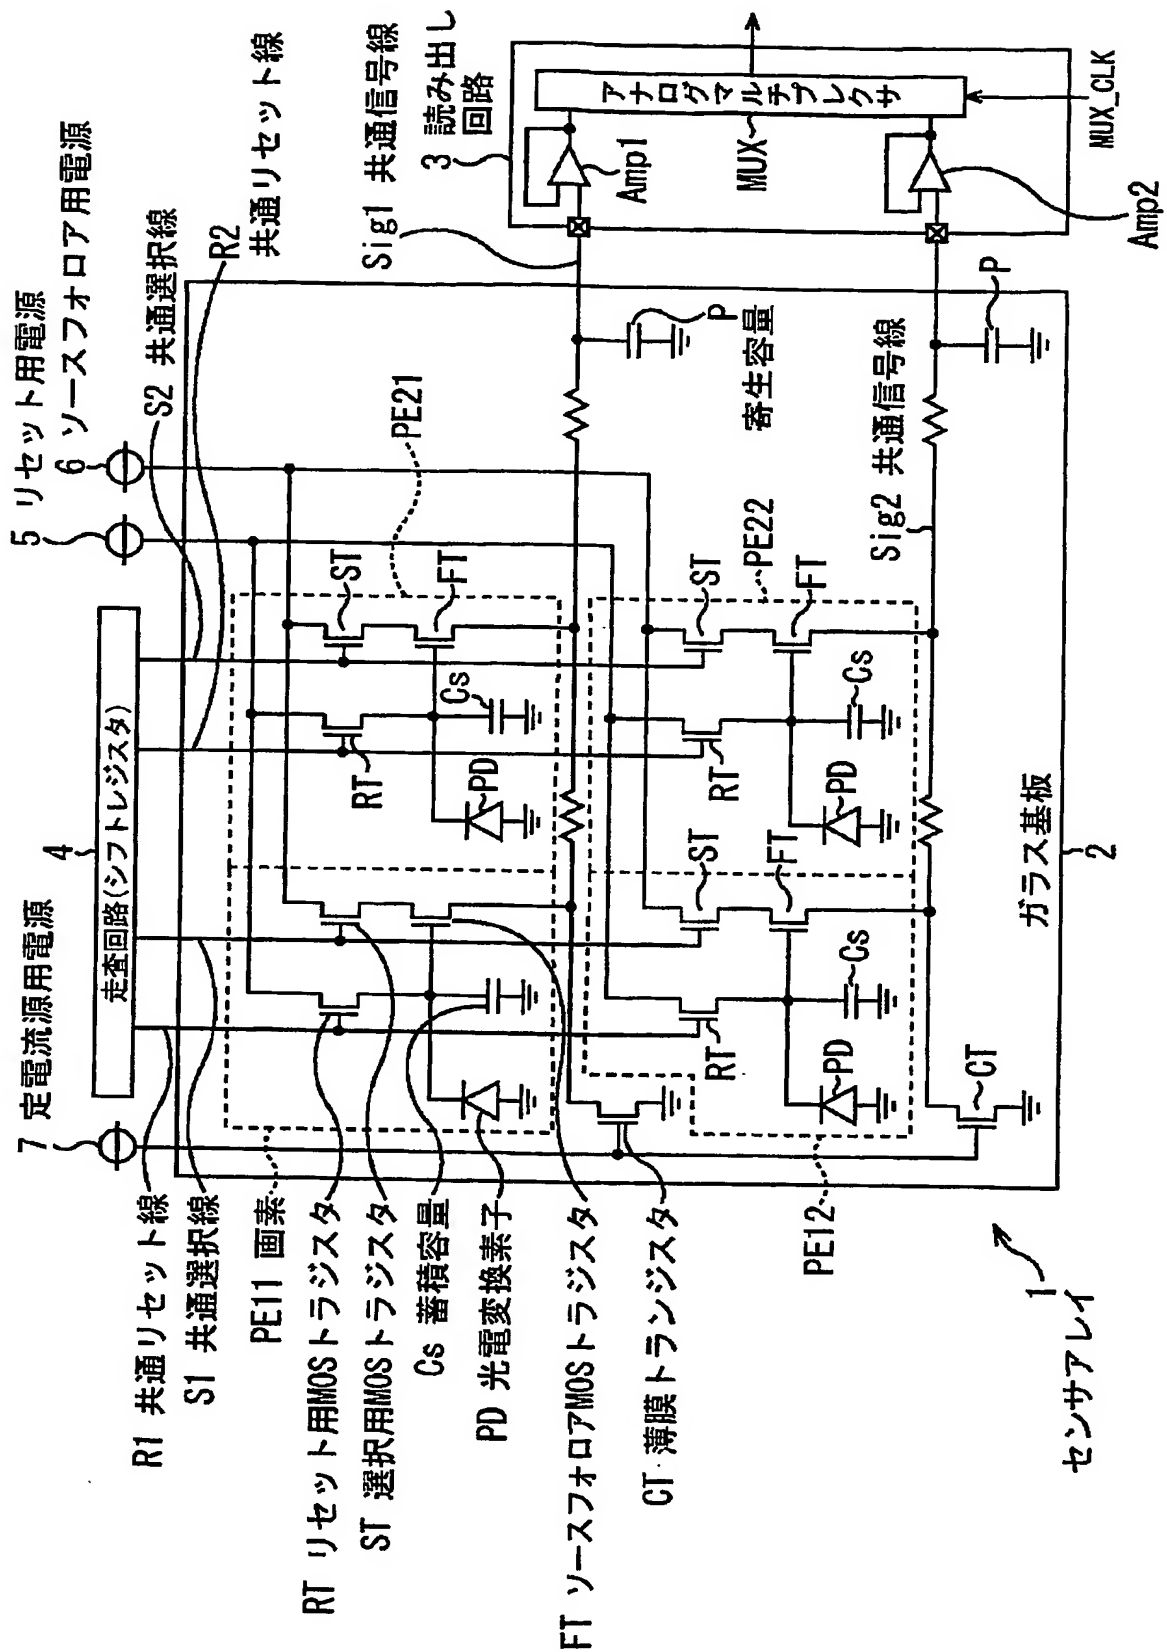 7 定電流源用電源
4
走査回路(シフトレジスタ)
5 リセット用電源
6 ソースフォロア用電源
S2 共通選択線
R2
共通リセット線
R1 共通リセット線
S1 共通選択線
PE11 画素
RT リセット用MOSトラジスタ
ST 選択用MOSトラジスタ
Cs 蓄積容量
PD 光電変換素子
FT ソースフォロアMOSトラジスタ
CT 薄膜トランジスタ
PE12
RT
PD
Cs
ST
FT
PE21
RT
PD
Cs
ST
FT
PE22
RT
PD
Cs
ST
FT
CT
Sig1 共通信号線
Sig2 共通信号線
P
寄生容量
P
3 読み出し
回路
Amp1
Amp2
MUX
アナログマルチプレクサ
MUX_CLK
ガラス基板
2
1
センサアレイ